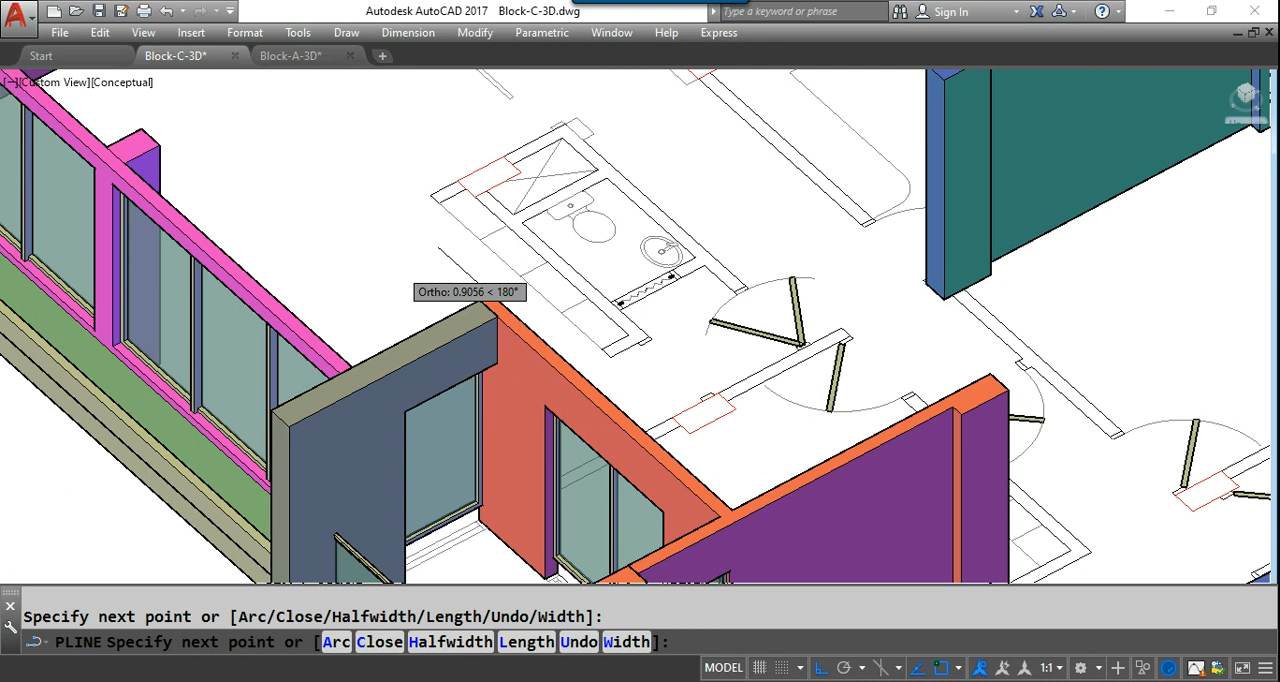 Autodesk AutoCAD 2017 Block-C-3D.dwg
Type a keyword or phrase
Sign In
File Edit View Insert Format Tools Draw Dimension Modify Parametric Window Help Express
Start Block-C-3D* Block-A-3D*
[−][Custom View][Conceptual]
Ortho: 0.9056 < 180°
Specify next point or [Arc/Close/Halfwidth/Length/Undo/Width]:
PLINE Specify next point or [Arc Close Halfwidth Length Undo Width]:
MODEL 1:1